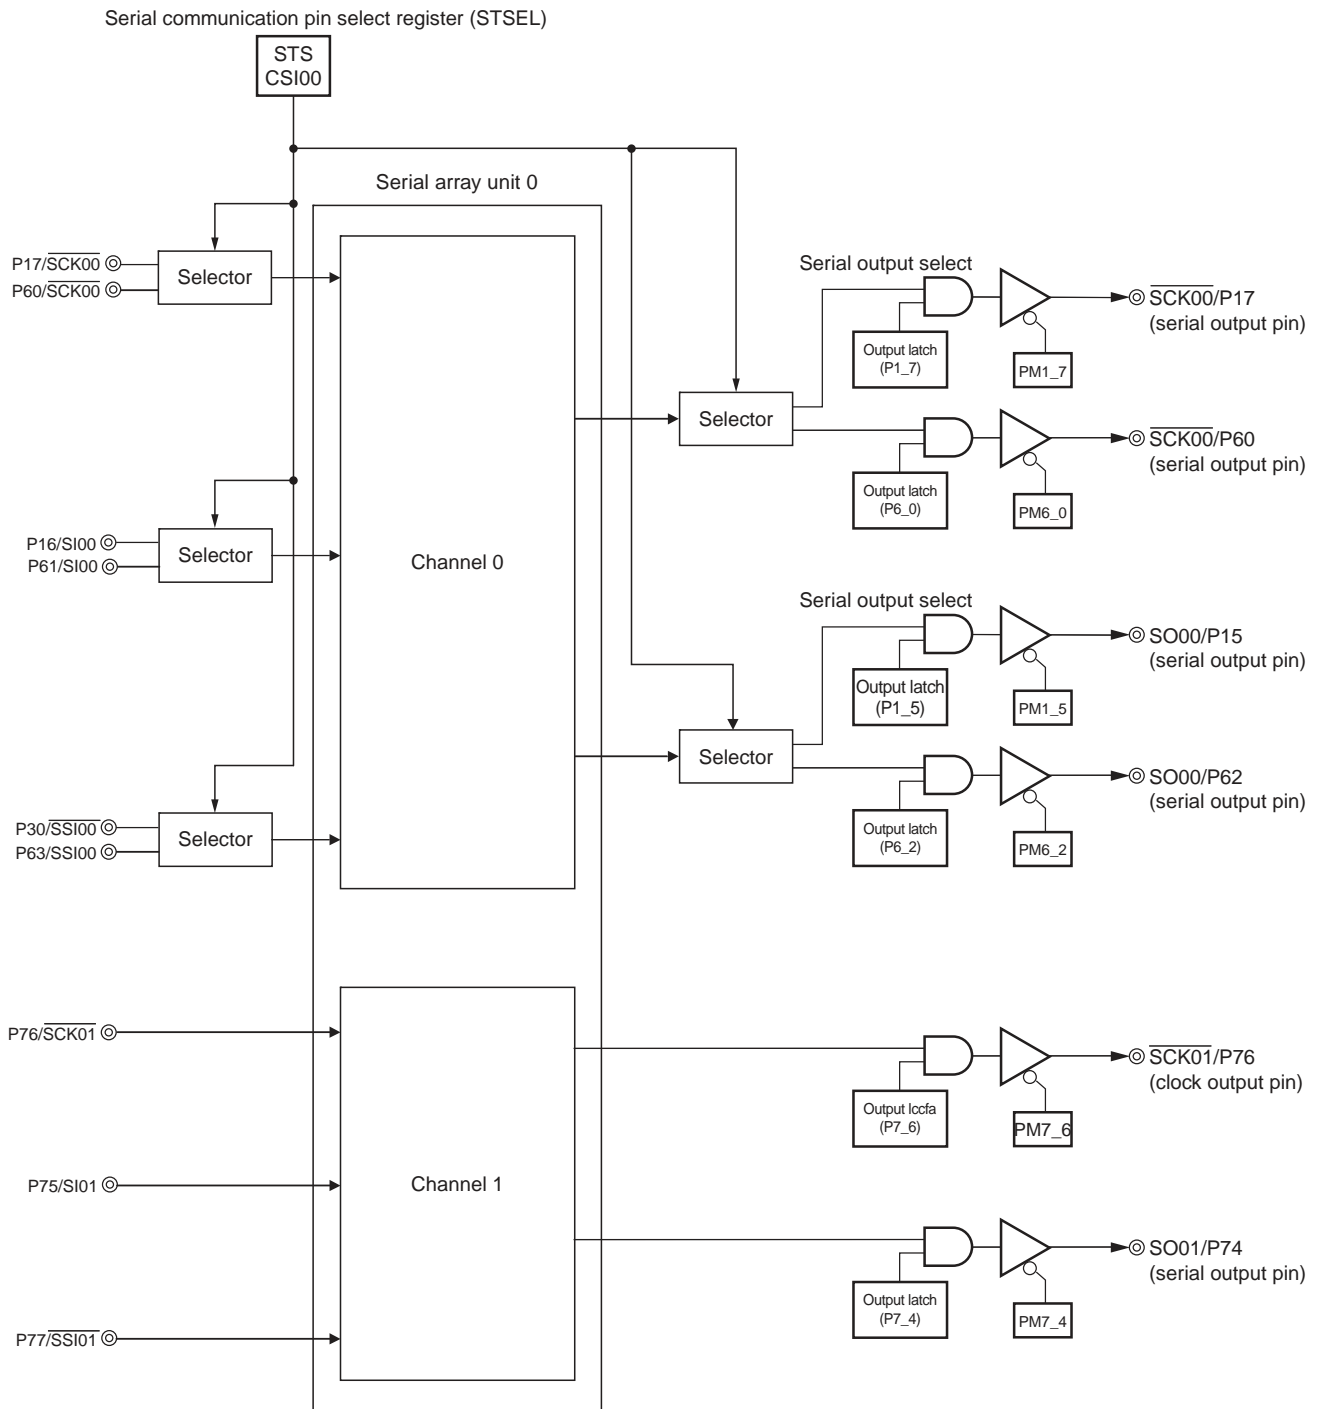 Serial communication pin select register (STSEL)
STS
CSI00
Serial array unit 0
P17/SCK00
P60/SCK00
Selector
P16/SI00
P61/SI00
Selector
P30/SSI00
P63/SSI00
Selector
Channel 0
Selector
Serial output select
Output latch
(P1_7)
PM1_7
SCK00/P17
(serial output pin)
Output latch
(P6_0)
PM6_0
SCK00/P60
(serial output pin)
Selector
Serial output select
Output latch
(P1_5)
PM1_5
SO00/P15
(serial output pin)
Output latch
(P6_2)
PM6_2
SO00/P62
(serial output pin)
P76/SCK01
P75/SI01
P77/SSI01
Channel 1
Output lccfa
(P7_6)
PM7_6
SCK01/P76
(clock output pin)
Output latch
(P7_4)
PM7_4
SO01/P74
(serial output pin)